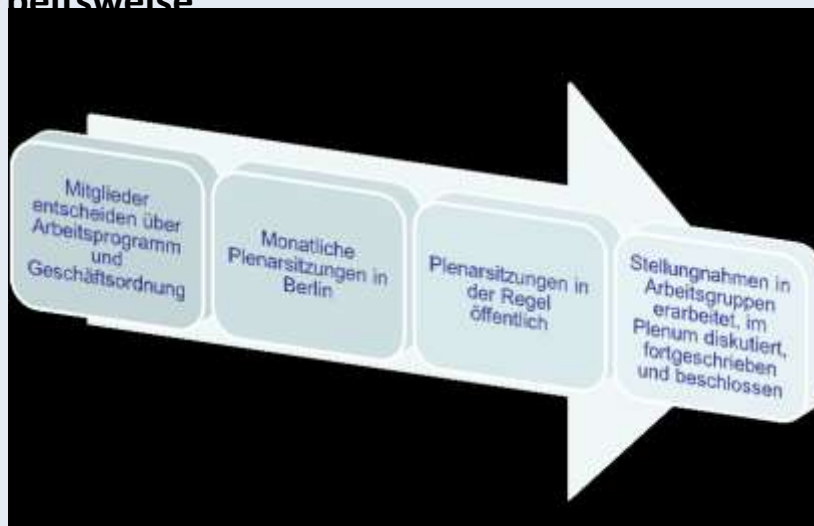 Mitglieder
entscheiden über
Arbeitsprogramm
und
Geschäftsordnung
Monatliche
Plenarsitzungen in
Berlin
Plenarsitzungen in
der Regel
öffentlich
Stellungnahmen in
Arbeitsgruppen
erarbeitet, im
Plenum diskutiert,
fortgeschrieben
und beschlossen